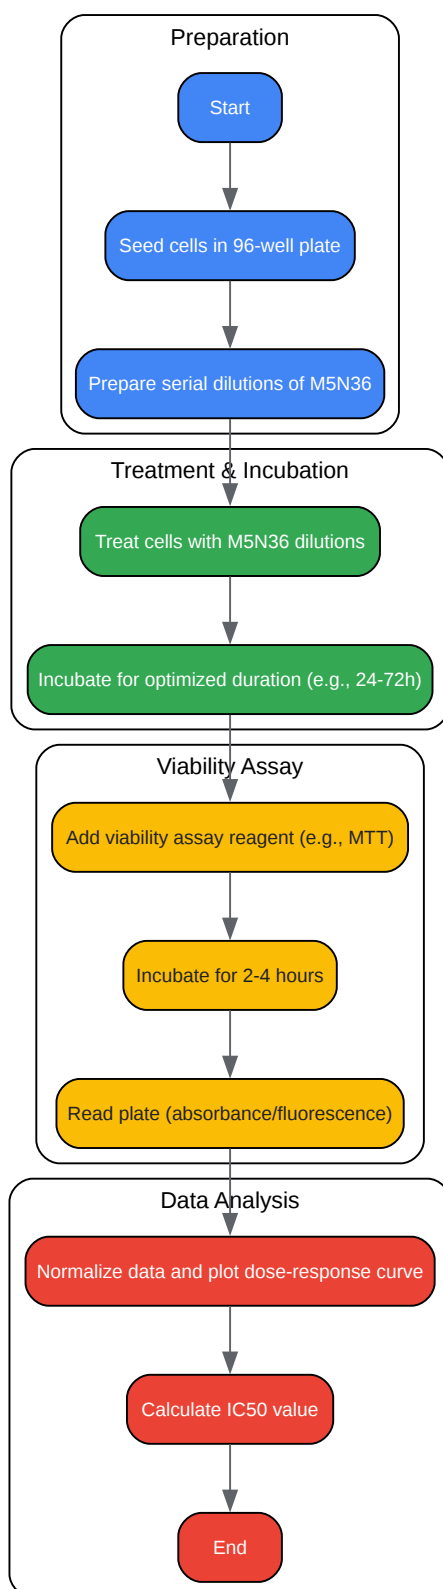 Preparation
Start
Seed cells in 96-well plate
Prepare serial dilutions of M5N36
Treatment & Incubation
Treat cells with M5N36 dilutions
Incubate for optimized duration (e.g., 24-72h)
Viability Assay
Add viability assay reagent (e.g., MTT)
Incubate for 2-4 hours
Read plate (absorbance/fluorescence)
Data Analysis
Normalize data and plot dose-response curve
Calculate IC50 value
End